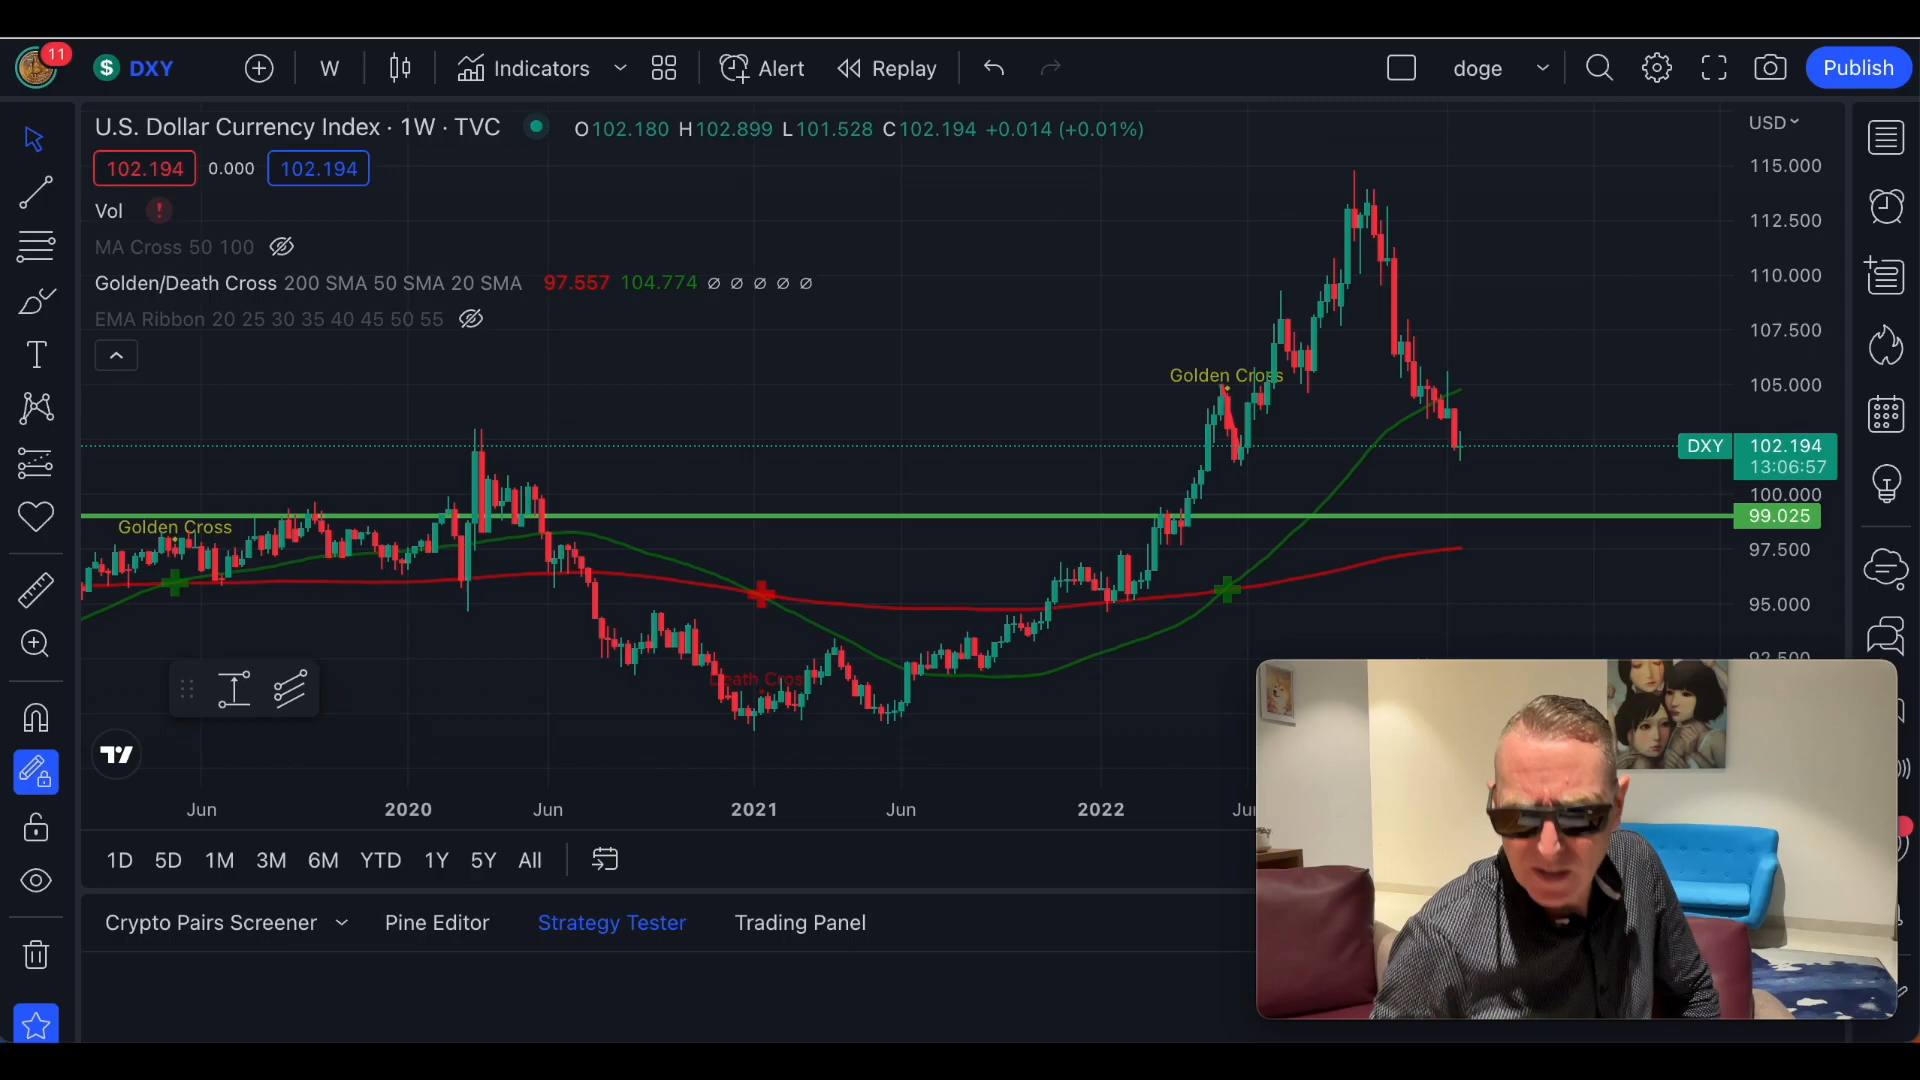 11
$ DXY W Indicators Alert Replay doge Publish
U.S. Dollar Currency Index · 1W · TVC O102.180 H102.899 L101.528 C102.194 +0.014 (+0.01%)
USD
102.194 0.000 102.194
Vol !
MA Cross 50 100
Golden/Death Cross 200 SMA 50 SMA 20 SMA 97.557 104.774 ∅ ∅ ∅ ∅ ∅
EMA Ribbon 20 25 30 35 40 45 50 55
115.000
112.500
110.000
107.500
105.000
DXY 102.194
13:06:57
100.000
99.025
97.500
95.000
92.500
Golden Cross
Golden Cross
Death Cross
Jun 2020 Jun 2021 Jun 2022
1D 5D 1M 3M 6M YTD 1Y 5Y All
Crypto Pairs Screener Pine Editor Strategy Tester Trading Panel